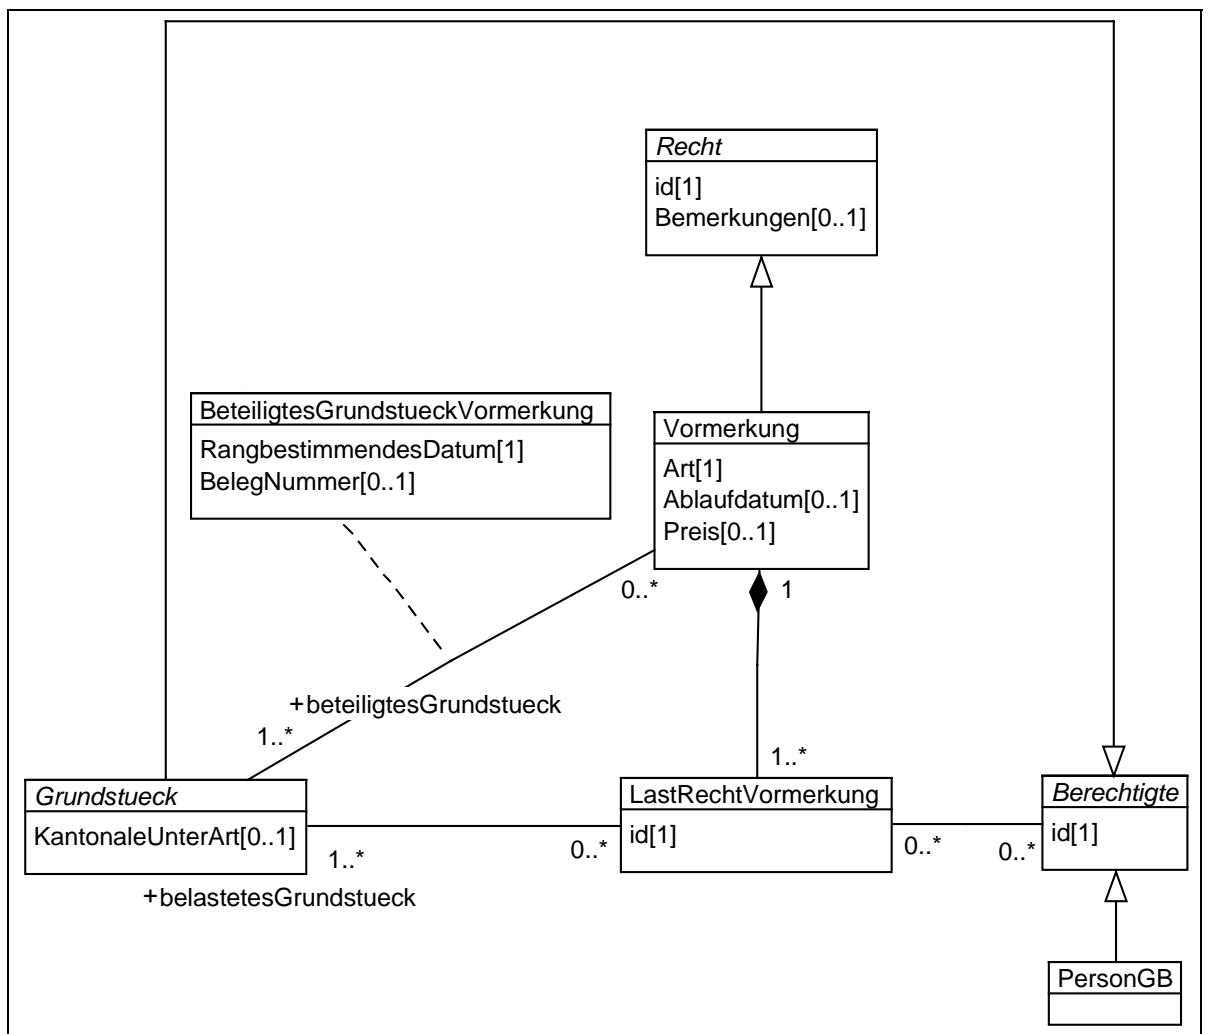 Recht
id[1]
Bemerkungen[0..1]
BeteiligtesGrundstueckVormerkung
RangbestimmendesDatum[1]
BelegNummer[0..1]
Vormerkung
Art[1]
Ablaufdatum[0..1]
Preis[0..1]
0..*
1
+beteiligtesGrundstueck
1..*
1..*
Grundstueck
KantonaleUnterArt[0..1]
LastRechtVormerkung
id[1]
Berechtigte
id[1]
1..*
0..*
0..*
0..*
+belastetesGrundstueck
PersonGB